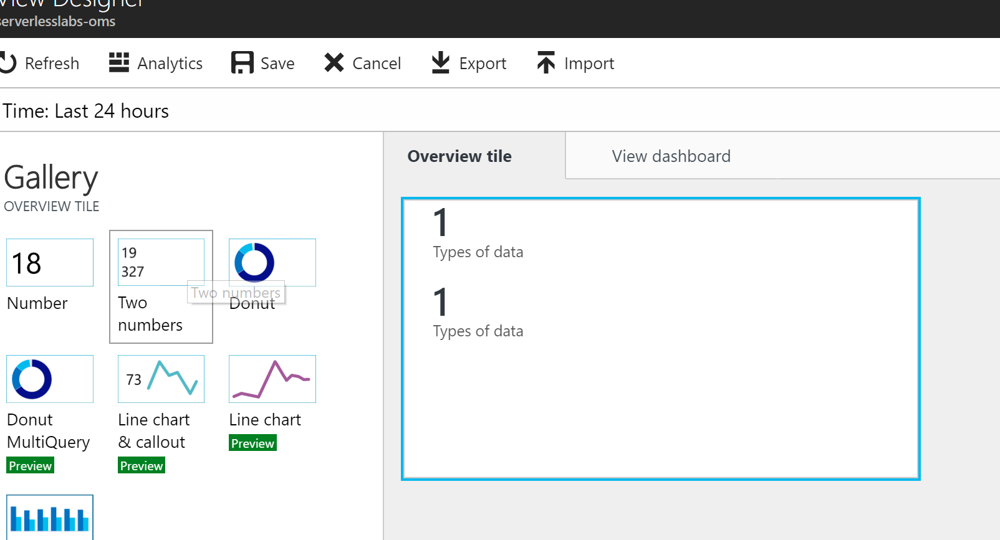 View Designer
serverlesslabs-oms
Refresh
Analytics
Save
Cancel
Export
Import
Time: Last 24 hours
Gallery
OVERVIEW TILE
18
Number
19
327
Two numbers
Two
numbers
Donut
Donut
MultiQuery
Preview
73
Line chart
& callout
Preview
Line chart
Preview
Overview tile
View dashboard
1
Types of data
1
Types of data